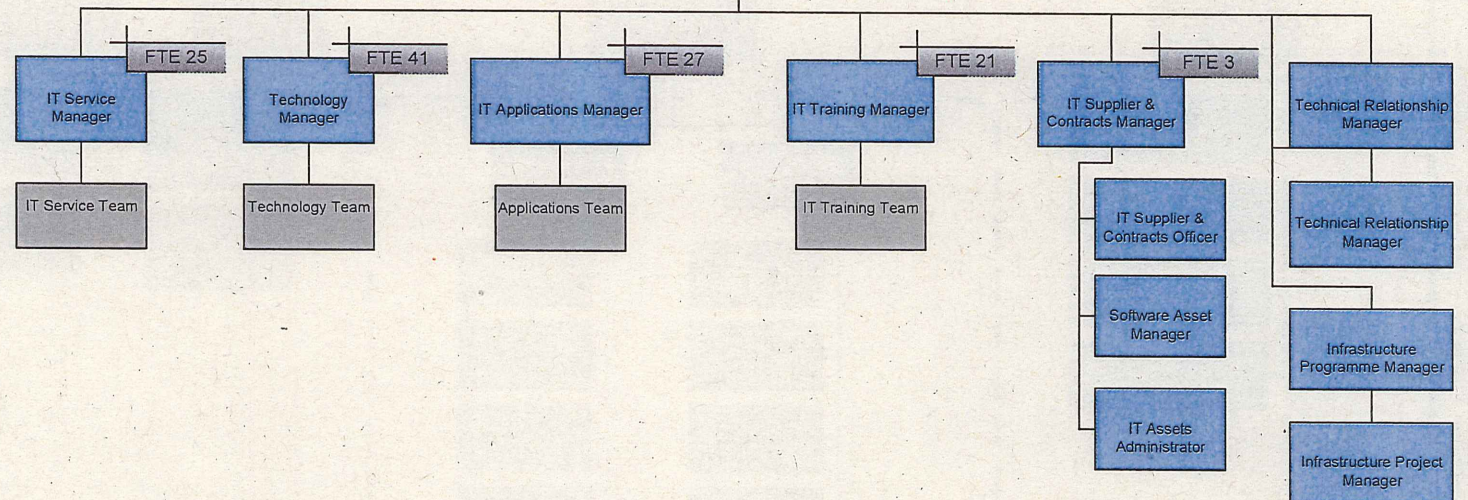 FTE 25
IT Service
Manager
IT Service Team
FTE 41
Technology
Manager
Technology Team
FTE 27
IT Applications Manager
Applications Team
FTE 21
IT Training Manager
IT Training Team
FTE 3
IT Supplier &
Contracts Manager
IT Supplier &
Contracts Officer
Software Asset
Manager
IT Assets
Administrator
Technical Relationship
Manager
Technical Relationship
Manager
Infrastructure
Programme Manager
Infrastructure Project
Manager